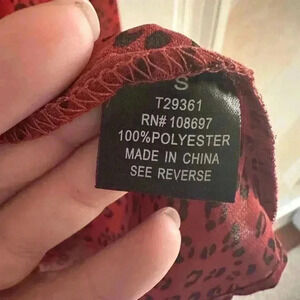 S
T29361
RN# 108697
100%POLYESTER
MADE IN CHINA
SEE REVERSE